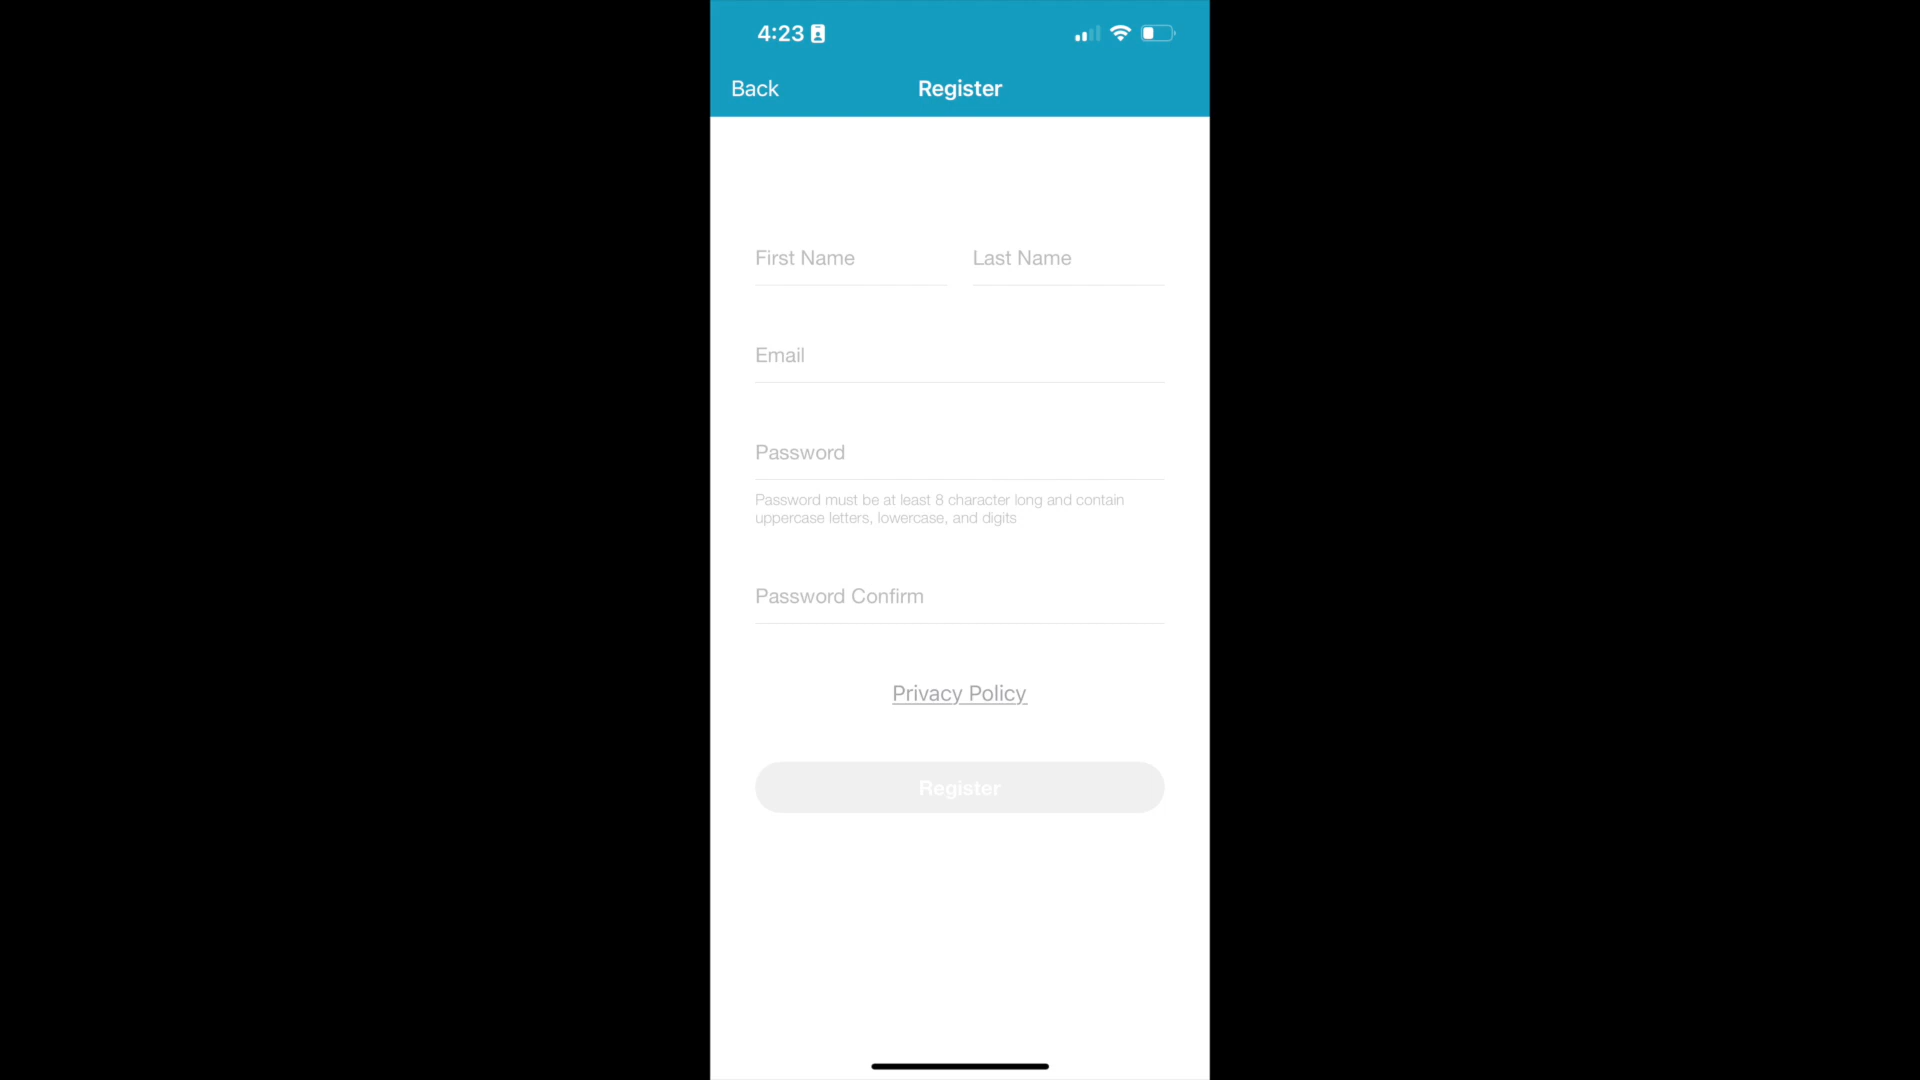 4:23
Back
Register
First Name
Last Name
Email
Password
Password must be at least 8 character long and contain
uppercase letters, lowercase, and digits
Password Confirm
Privacy Policy
Register